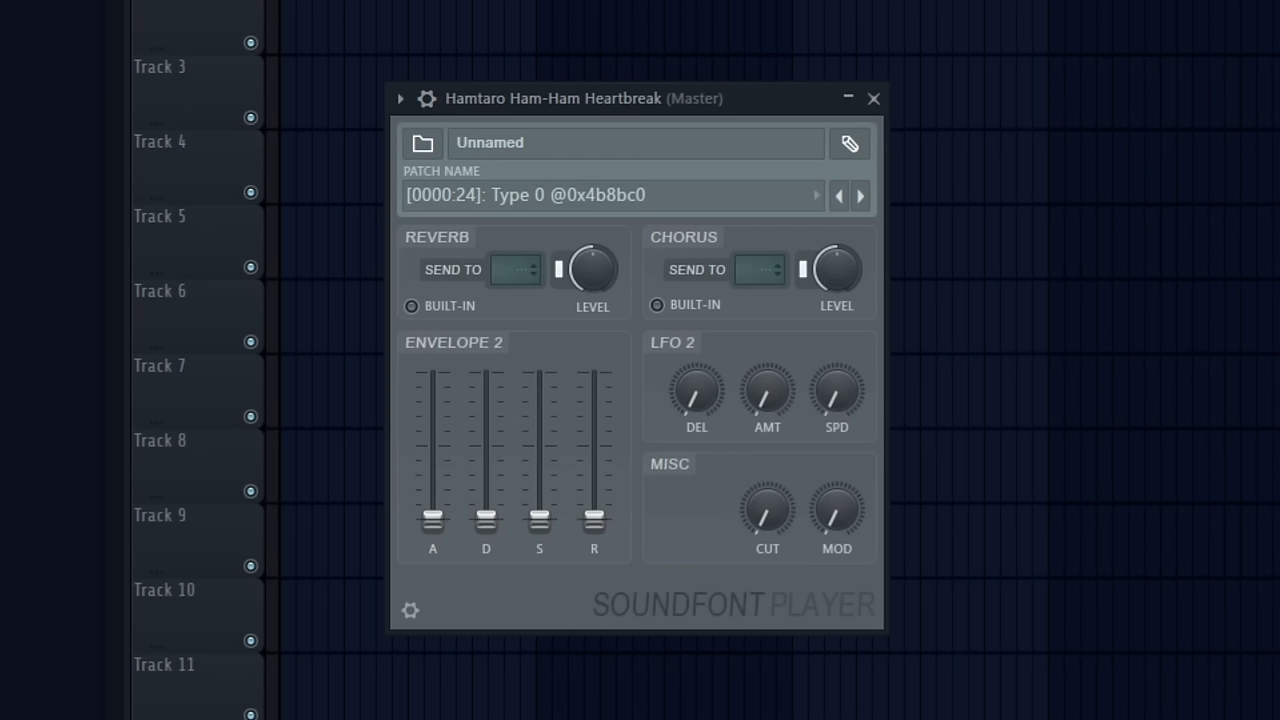 Track 3
Track 4
Track 5
Track 6
Track 7
Track 8
Track 9
Track 10
Track 11
Hamtaro Ham-Ham Heartbreak (Master)
Unnamed
PATCH NAME
[0000:24]: Type 0 @0x4b8bc0
REVERB
SEND TO
---
BUILT-IN
LEVEL
CHORUS
SEND TO
---
BUILT-IN
LEVEL
ENVELOPE 2
A D S R
LFO 2
DEL AMT SPD
MISC
CUT MOD
SOUNDFONT PLAYER